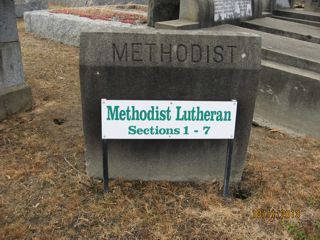 METHODIST
Methodist Lutheran
Sections 1 - 7